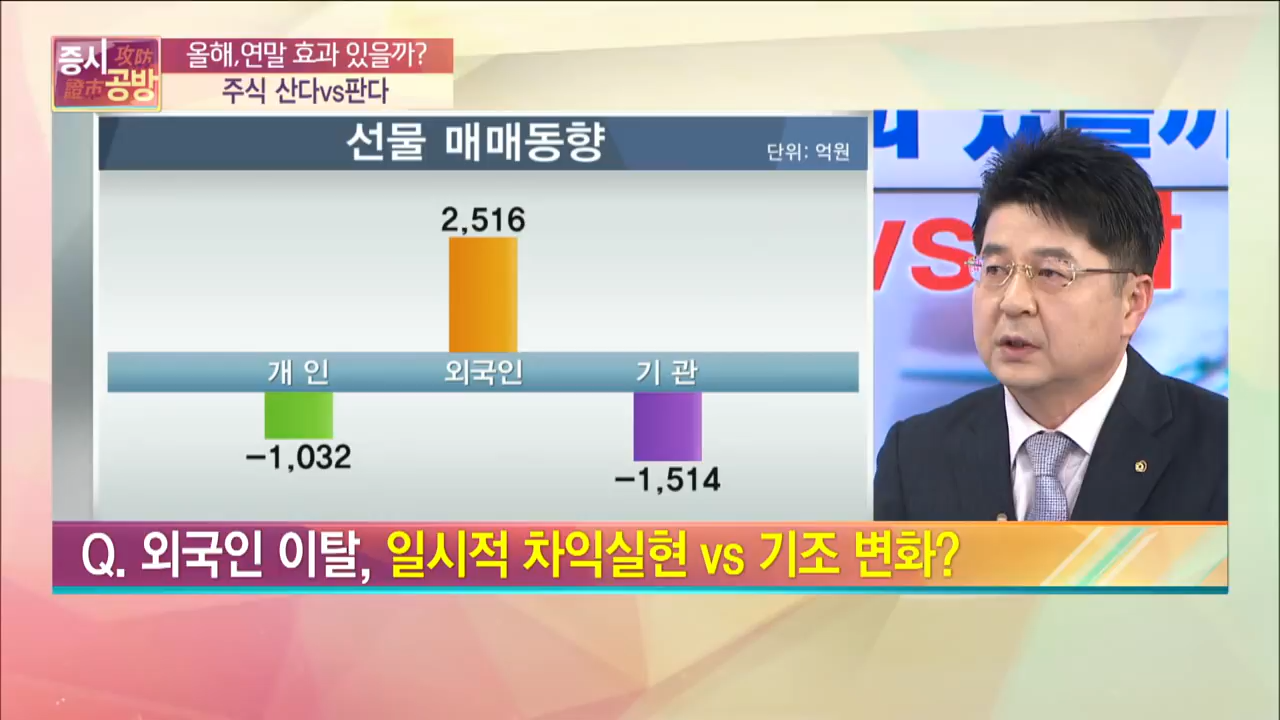 증시 攻防
證市 공방
올해,연말 효과 있을까?
주식 산다vs판다
선물 매매동향
단위: 억원
2,516
개인 외국인 기관
-1,032
-1,514
vs
Q. 외국인 이탈, 일시적 차익실현 vs 기조 변화?